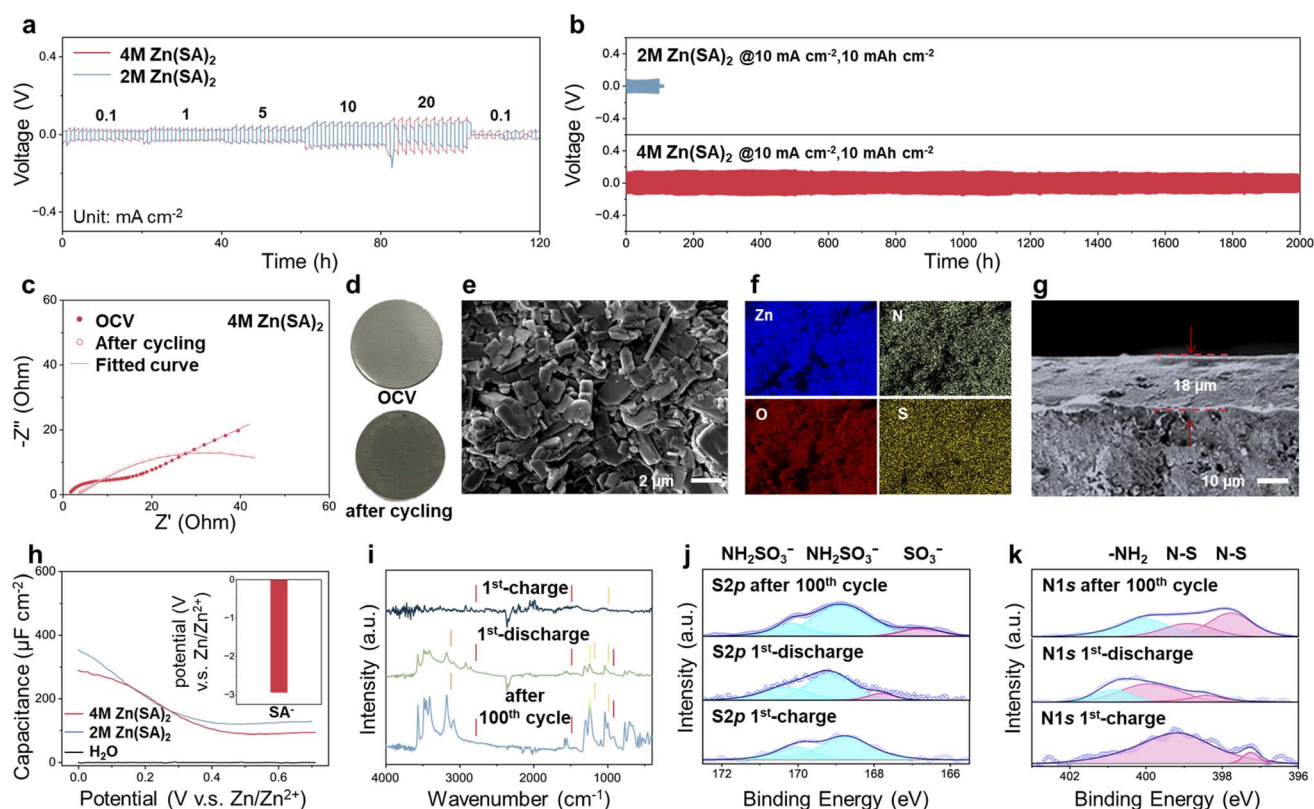 a
4M Zn(SA)₂
2M Zn(SA)₂
0.4
0.0
−0.4
Voltage (V)
0.1 1 5 10 20 0.1
Unit: mA cm⁻²
0 40 80 120
Time (h)
b
2M Zn(SA)₂ @10 mA cm⁻²,10 mAh cm⁻²
0.4
0.0
−0.4
4M Zn(SA)₂ @10 mA cm⁻²,10 mAh cm⁻²
0.4
0.0
−0.4
Voltage (V)
0 200 400 600 800 1000 1200 1400 1600 1800 2000
Time (h)
c
4M Zn(SA)₂
OCV
After cycling
Fitted curve
60
40
20
0
-Z" (Ohm)
0 20 40 60
Z' (Ohm)
d
OCV
after cycling
e
2 μm
f
Zn
N
O
S
g
18 μm
10 μm
h
600
500
400
300
200
100
0
Capacitance (μF cm⁻²)
potential (V
v.s. Zn/Zn²⁺)
0
−1
−2
−3
SA⁻
4M Zn(SA)₂
2M Zn(SA)₂
H₂O
0.0 0.2 0.4 0.6
Potential (V v.s. Zn/Zn²⁺)
i
1ˢᵗ-charge
1ˢᵗ-discharge
after
100ᵗʰ cycle
Intensity (a.u.)
4000 3000 2000 1000
Wavenumber (cm⁻¹)
j
NH₂SO₃⁻ NH₂SO₃⁻ SO₃⁻
S2p after 100ᵗʰ cycle
S2p 1ˢᵗ-discharge
S2p 1ˢᵗ-charge
Intensity (a.u.)
172 170 168 166
Binding Energy (eV)
k
-NH₂ N-S N-S
N1s after 100ᵗʰ cycle
N1s 1ˢᵗ-discharge
N1s 1ˢᵗ-charge
Intensity (a.u.)
402 400 398 396
Binding Energy (eV)